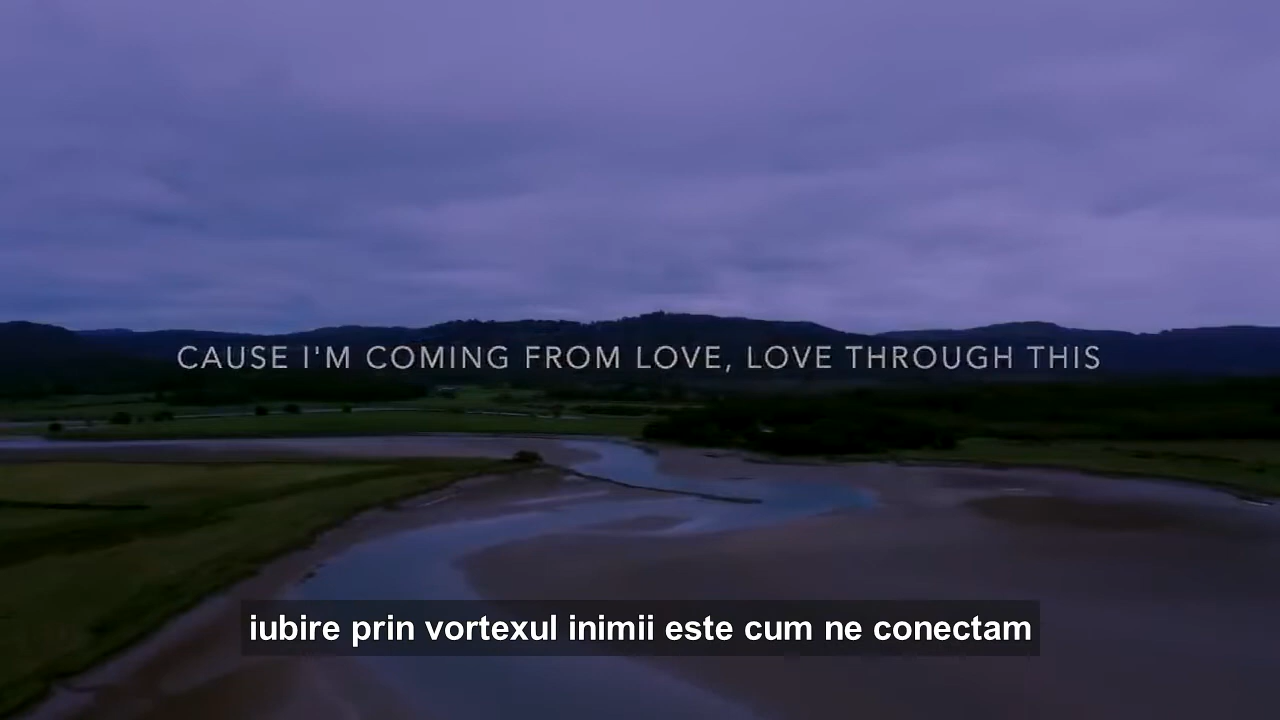 CAUSE I'M COMING FROM LOVE, LOVE THROUGH THIS
iubire prin vortexul inimii este cum ne conectam